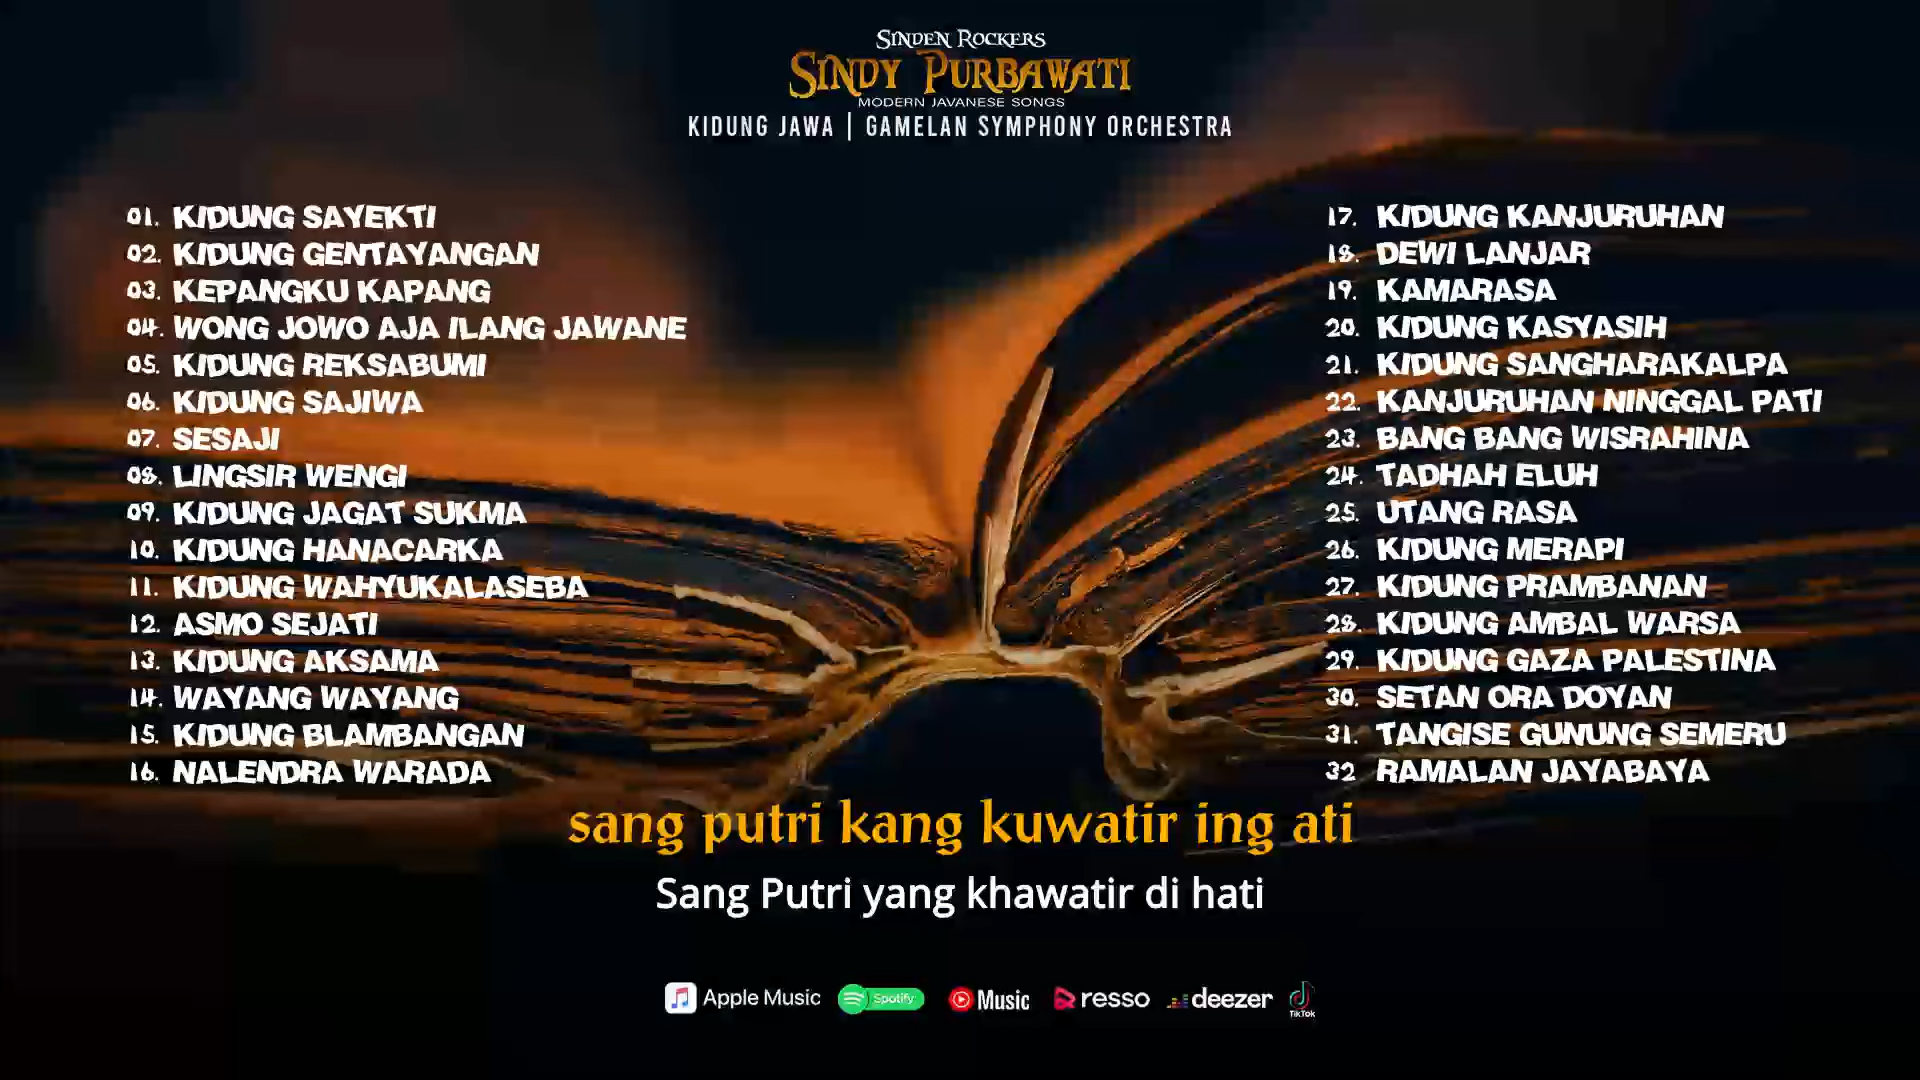 SINDEN ROCKERS
SINDY PURBAWATI
MODERN JAVANESE SONGS
KIDUNG JAWA | GAMELAN SYMPHONY ORCHESTRA
01. KIDUNG SAYEKTI
02. KIDUNG GENTAYANGAN
03. KEPANGKU KAPANG
04. WONG JOWO AJA ILANG JAWANE
05. KIDUNG REKSABUMI
06. KIDUNG SAJIWA
07. SESAJI
08. LINGSIR WENGI
09. KIDUNG JAGAT SUKMA
10. KIDUNG HANACARKA
11. KIDUNG WAHYUKALASEBA
12. ASMO SEJATI
13. KIDUNG AKSAMA
14. WAYANG WAYANG
15. KIDUNG BLAMBANGAN
16. NALENDRA WARADA
17. KIDUNG KANJURUHAN
18. DEWI LANJAR
19. KAMARASA
20. KIDUNG KASYASIH
21. KIDUNG SANGHARAKALPA
22. KANJURUHAN NINGGAL PATI
23. BANG BANG WISRAHINA
24. TADHAH ELUH
25. UTANG RASA
26. KIDUNG MERAPI
27. KIDUNG PRAMBANAN
28. KIDUNG AMBAL WARSA
29. KIDUNG GAZA PALESTINA
30. SETAN ORA DOYAN
31. TANGISE GUNUNG SEMERU
32 RAMALAN JAYABAYA
sang putri kang kuwatir ing ati
Sang Putri yang khawatir di hati
Apple Music Spotify Music resso deezer TikTok